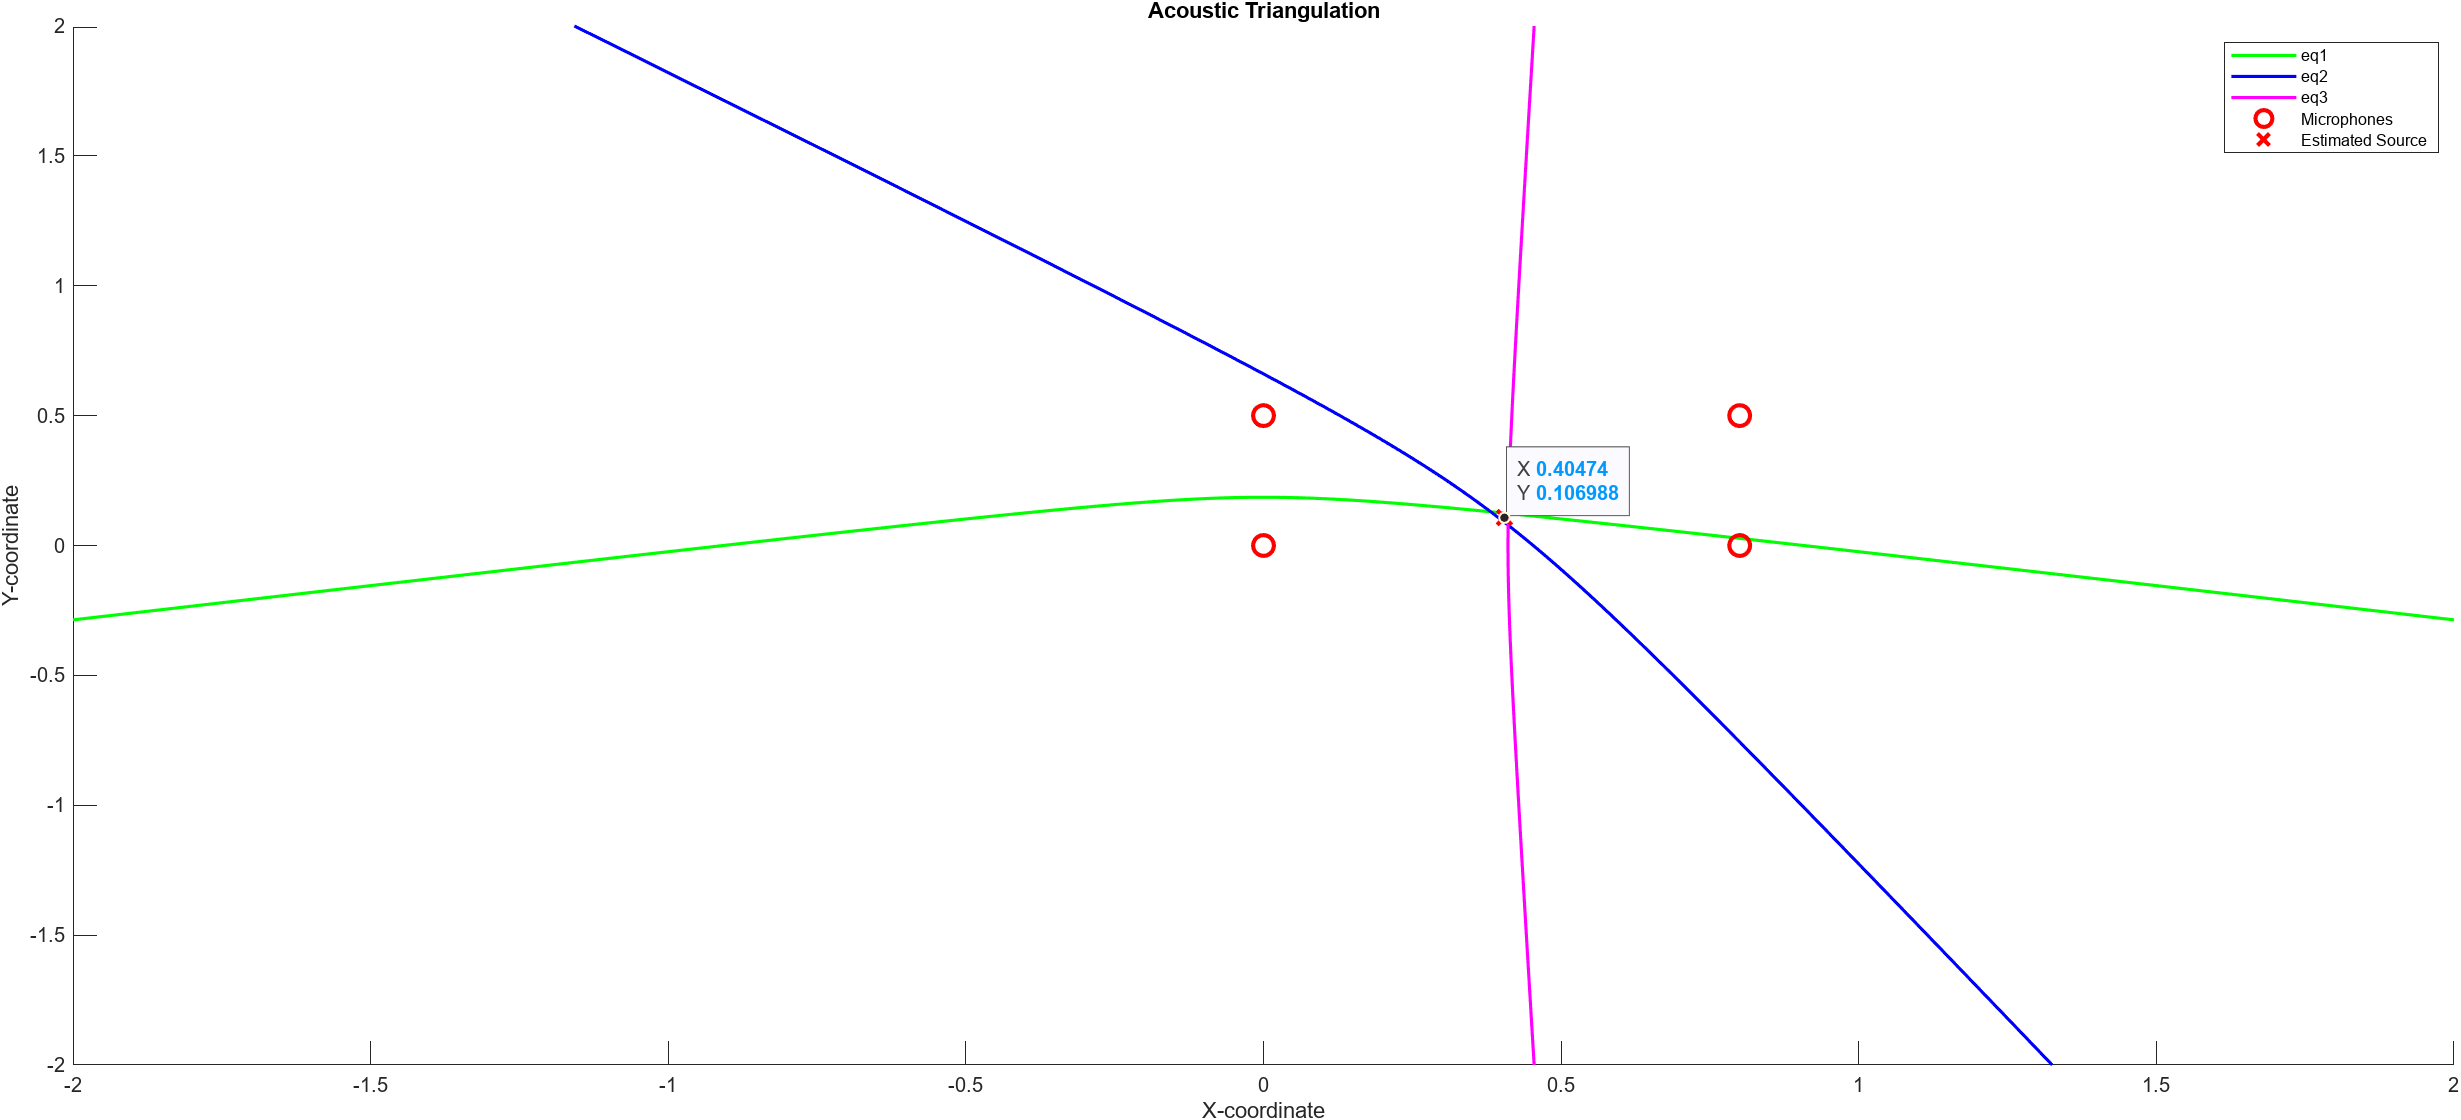 Acoustic Triangulation
eq1
eq2
eq3
Microphones
Estimated Source
X 0.40474
Y 0.106988
Y-coordinate
2
1.5
1
0.5
0
-0.5
-1
-1.5
-2
-2
-1.5
-1
-0.5
0
0.5
1
1.5
2
X-coordinate